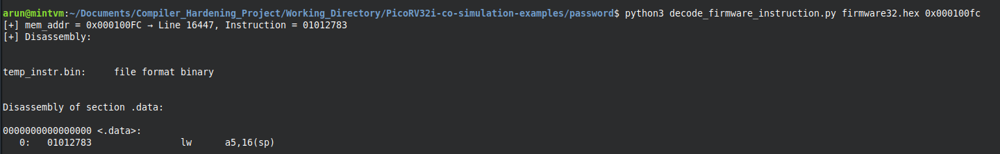 arun@mintvm:~/Documents/Compiler_Hardening_Project/Working_Directory/PicoRV32i-co-simulation-examples/password$ python3 decode_firmware_instruction.py firmware32.hex 0x000100fc
[+] mem_addr = 0x000100FC → Line 16447, Instruction = 01012783
[+] Disassembly:
temp_instr.bin:     file format binary
Disassembly of section .data:
0000000000000000 <.data>:
   0:   01012783                lw      a5,16(sp)